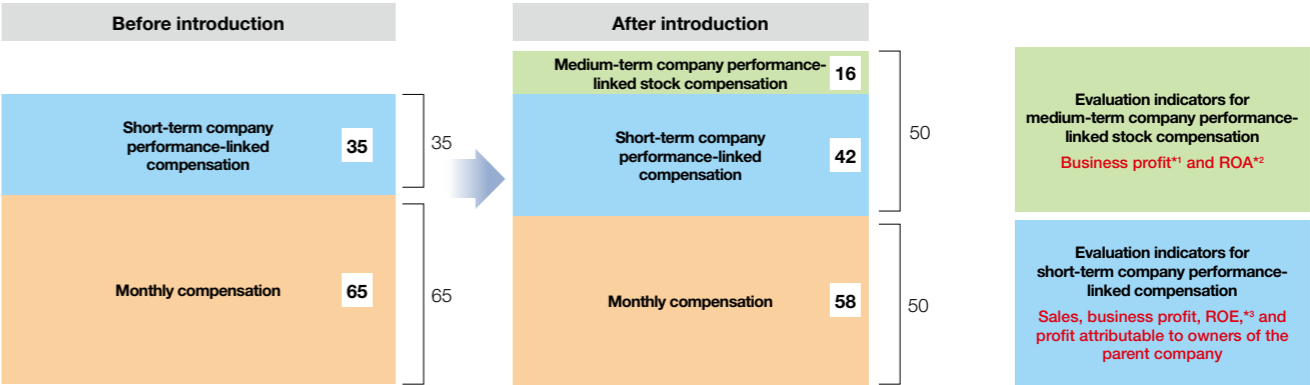 Before introduction
Short-term company
performance-linked
compensation
35
35
Monthly compensation
65
65
After introduction
Medium-term company performance-
linked stock compensation
16
Short-term company
performance-linked
compensation
42
50
Monthly compensation
58
50
Evaluation indicators for
medium-term company performance-
linked stock compensation
Business profit*1 and ROA*2
Evaluation indicators for
short-term company performance-
linked compensation
Sales, business profit, ROE,*3 and
profit attributable to owners of the
parent company